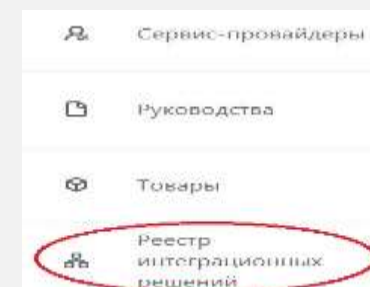 Сервис-провайдеры
Руководства
Товары
Реестр
интеграционных
решений